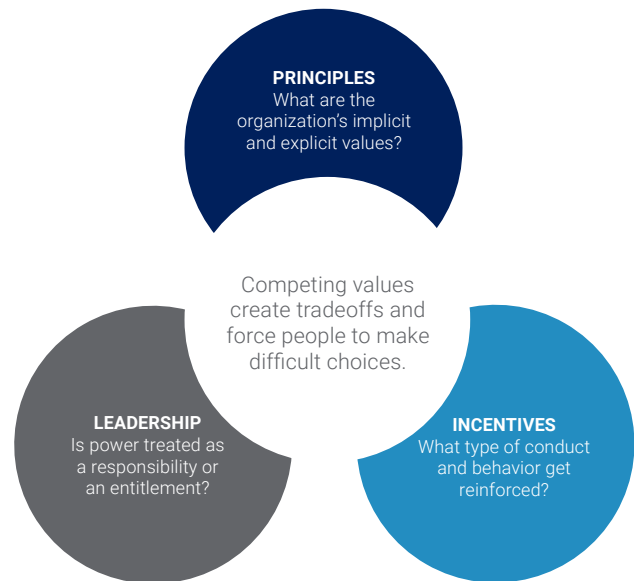 PRINCIPLES
What are the
organization's implicit
and explicit values?
Competing values
create tradeoffs and
force people to make
difficult choices.
LEADERSHIP
Is power treated as
a responsibility or
an entitlement?
INCENTIVES
What type of conduct
and behavior get
reinforced?